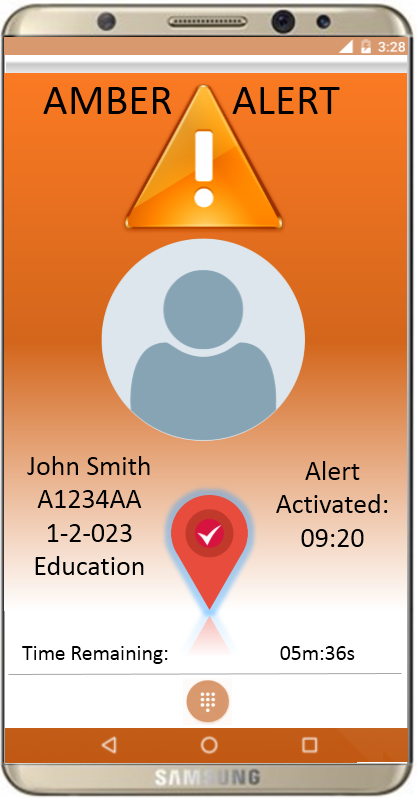 3:28
AMBER ALERT
John Smith
A1234AA
1-2-023
Education
Alert
Activated:
09:20
Time Remaining: 05m:36s
SAMSUNG